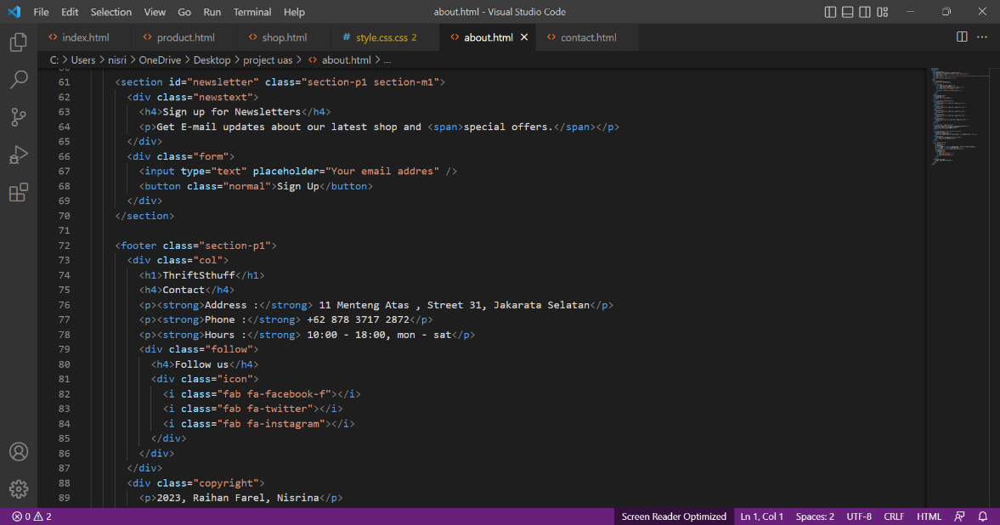 File Edit Selection View Go Run Terminal Help about.html - Visual Studio Code
index.html product.html shop.html # style.css.css 2 about.html contact.html
C: > Users > nisri > OneDrive > Desktop > project uas > about.html > ...
61 <section id="newsletter" class="section-p1 section-m1">
62 <div class="newstext">
63 <h4>Sign up for Newsletters</h4>
64 <p>Get E-mail updates about our latest shop and <span>special offers.</span></p>
65 </div>
66 <div class="form">
67 <input type="text" placeholder="Your email addres" />
68 <button class="normal">Sign Up</button>
69 </div>
70 </section>
71
72 <footer class="section-p1">
73 <div class="col">
74 <h1>ThriftSthuff</h1>
75 <h4>Contact</h4>
76 <p><strong>Address :</strong> 11 Menteng Atas , Street 31, Jakarata Selatan</p>
77 <p><strong>Phone :</strong> +62 878 3717 2872</p>
78 <p><strong>Hours :</strong> 10:00 - 18:00, mon - sat</p>
79 <div class="follow">
80 <h4>Follow us</h4>
81 <div class="icon">
82 <i class="fab fa-facebook-f"></i>
83 <i class="fab fa-twitter"></i>
84 <i class="fab fa-instagram"></i>
85 </div>
86 </div>
87 </div>
88 <div class="copyright">
89 <p>2023, Raihan Farel, Nisrina</p>
0 2 Screen Reader Optimized Ln 1, Col 1 Spaces: 2 UTF-8 CRLF HTML